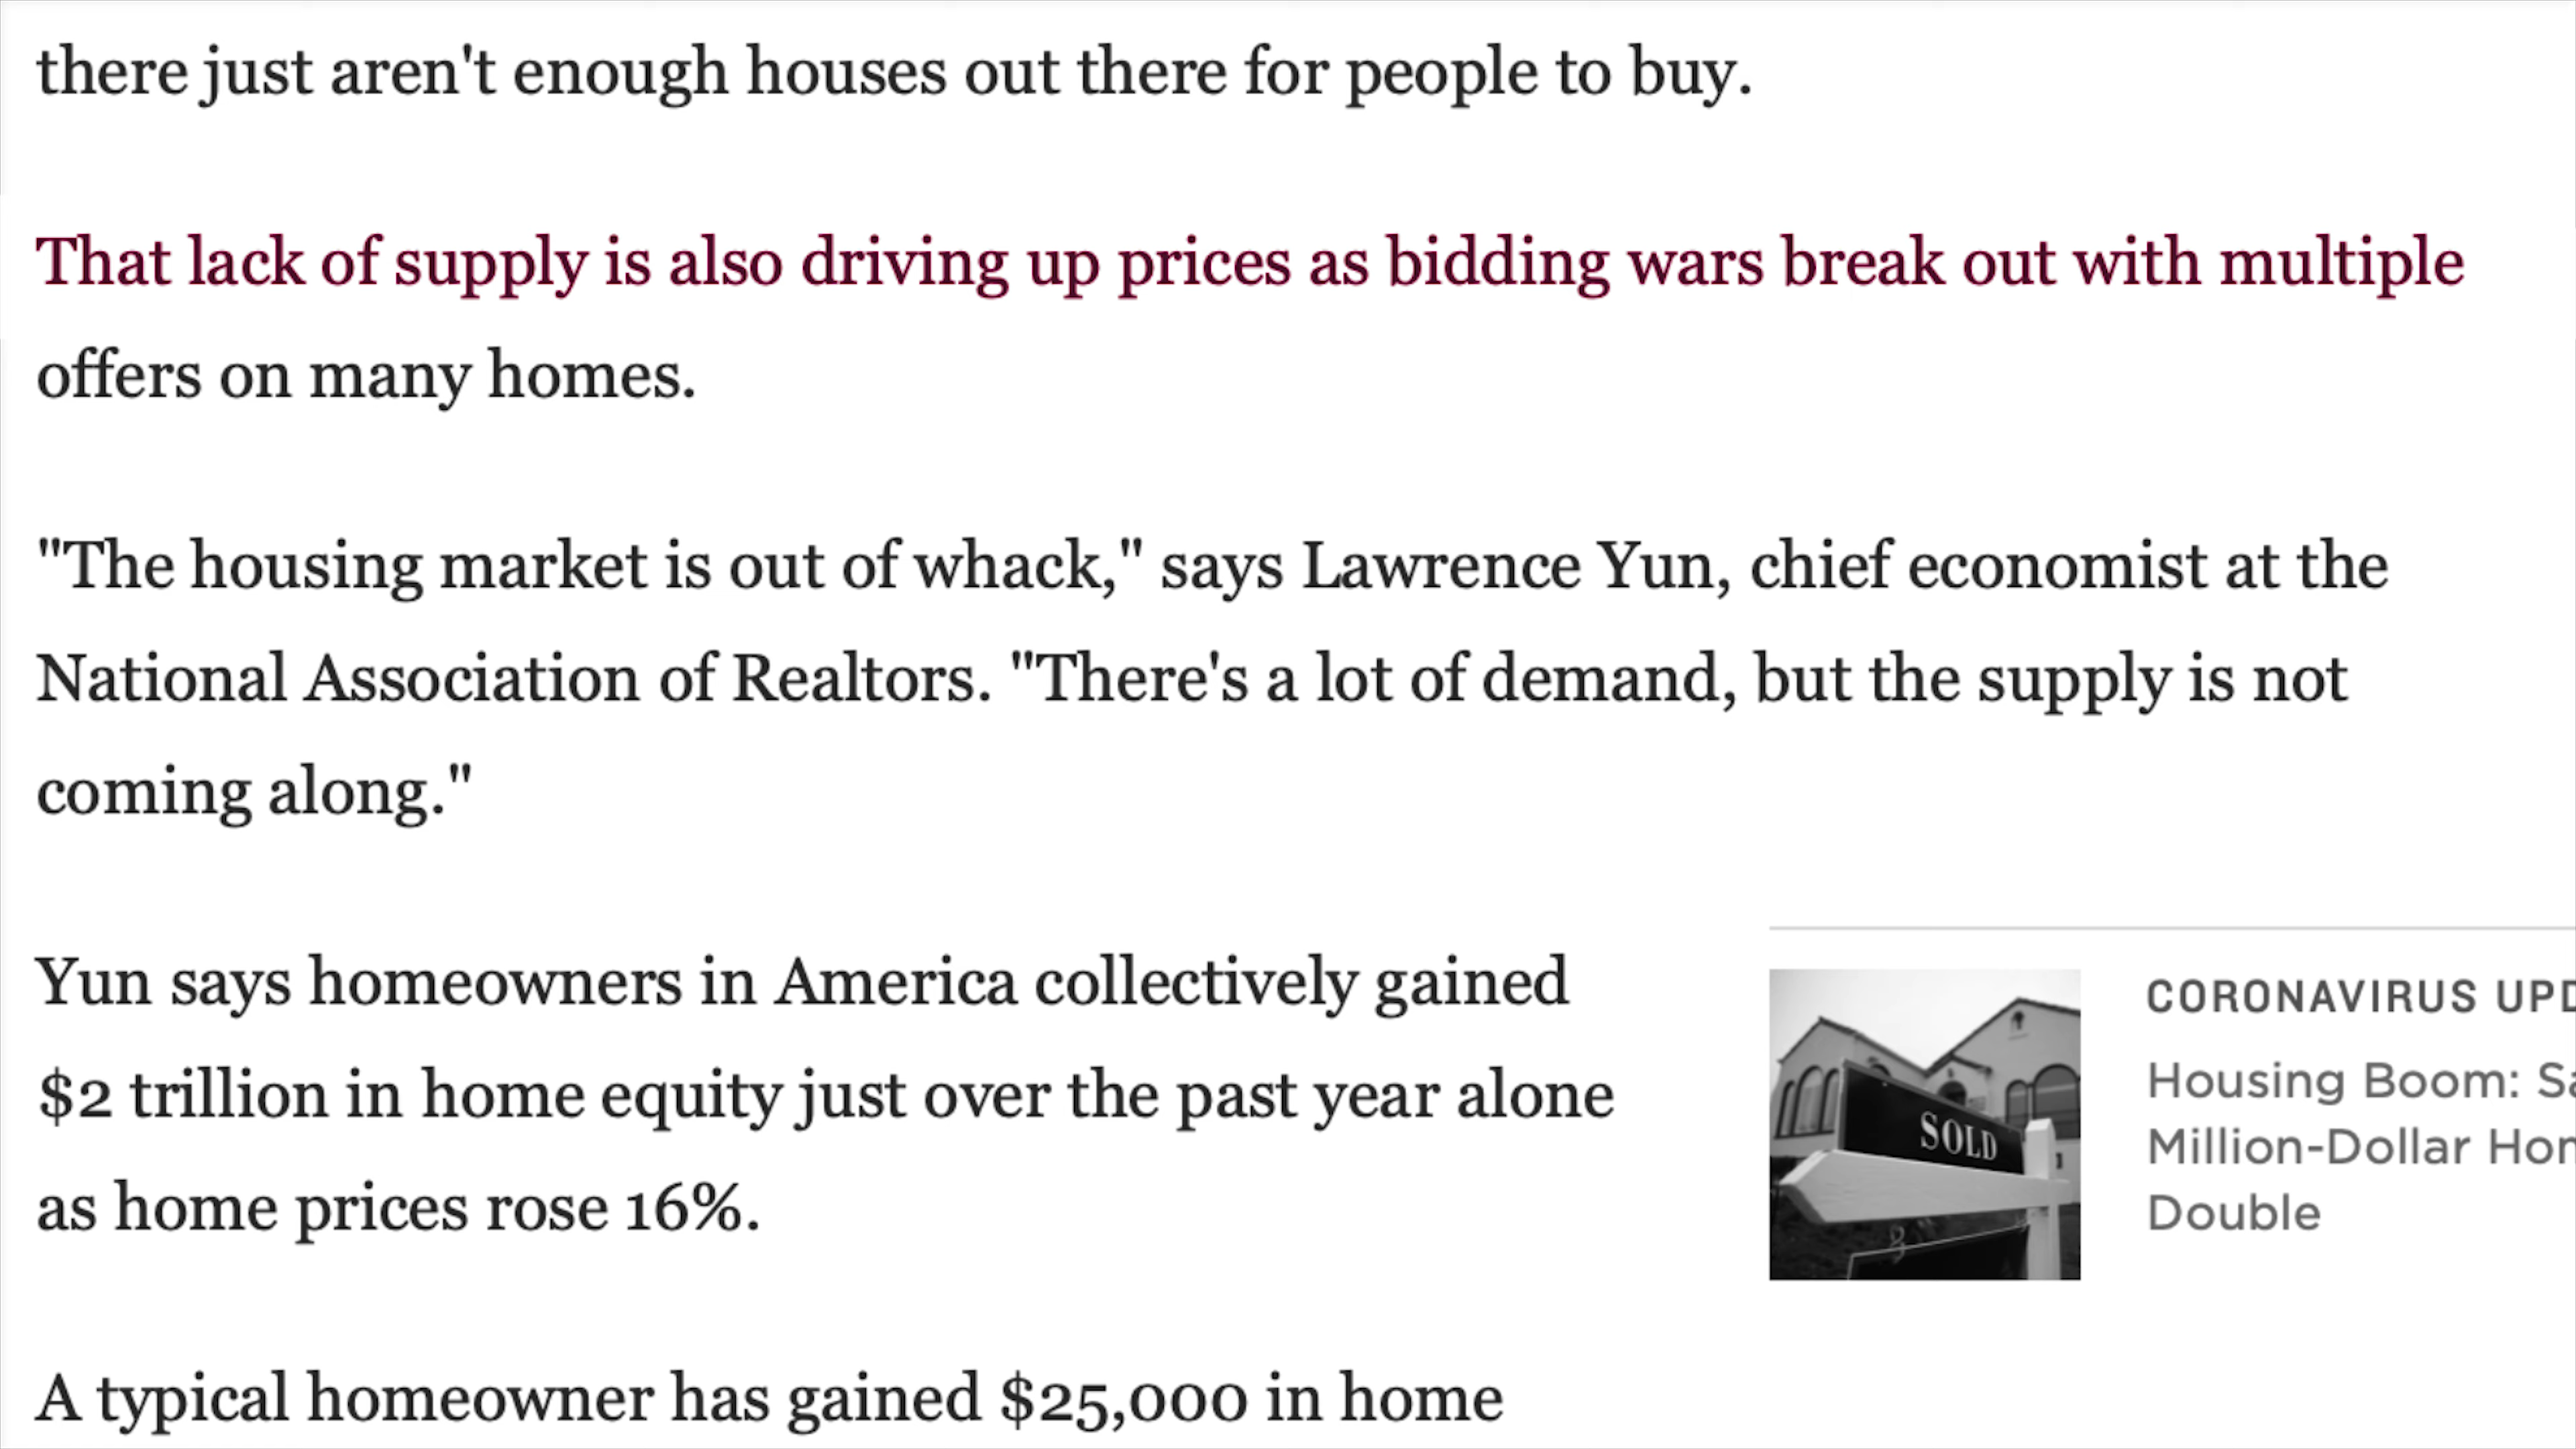 there just aren't enough houses out there for people to buy.
That lack of supply is also driving up prices as bidding wars break out with multiple
offers on many homes.
"The housing market is out of whack," says Lawrence Yun, chief economist at the
National Association of Realtors. "There's a lot of demand, but the supply is not
coming along."
Yun says homeowners in America collectively gained
$2 trillion in home equity just over the past year alone
as home prices rose 16%.
A typical homeowner has gained $25,000 in home
CORONAVIRUS
Housing Boom:
Million-Dollar
Double
SOLD